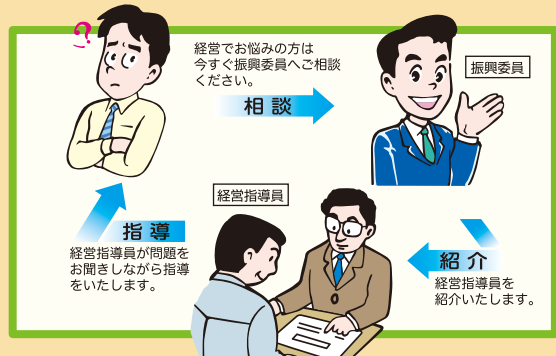 ?
経営でお悩みの方は
今すぐ振興委員へご相談
ください。
相談
振興委員
経営指導員
指導
経営指導員が問題を
お聞きしながら指導
をいたします。
紹介
経営指導員を
紹介いたします。